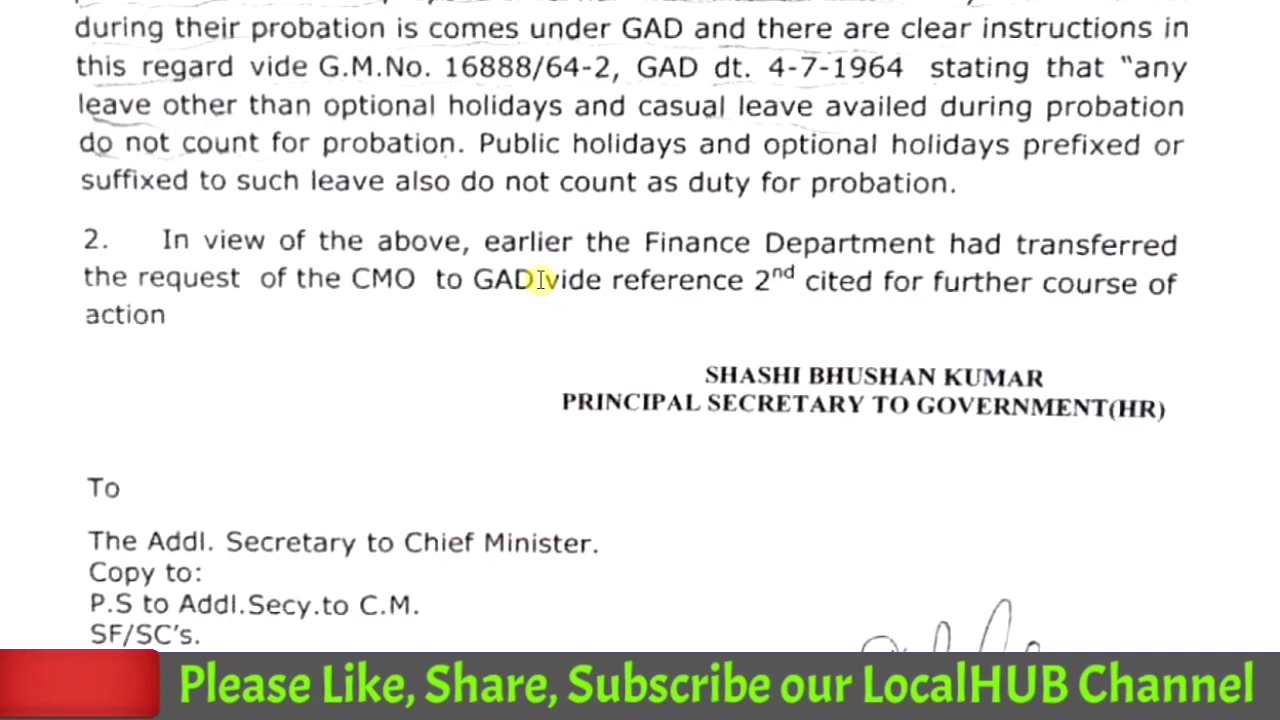 during their probation is comes under GAD and there are clear instructions in
this regard vide G.M.No. 16888/64-2, GAD dt. 4-7-1964 stating that "any
leave other than optional holidays and casual leave availed during probation
do not count for probation. Public holidays and optional holidays prefixed or
suffixed to such leave also do not count as duty for probation.
2. In view of the above, earlier the Finance Department had transferred
the request of the CMO to GAD vide reference 2nd cited for further course of
action
SHASHI BHUSHAN KUMAR
PRINCIPAL SECRETARY TO GOVERNMENT(HR)
To
The Addl. Secretary to Chief Minister.
Copy to:
P.S to Addl.Secy.to C.M.
SF/SC's.
Please Like, Share, Subscribe our LocalHUB Channel